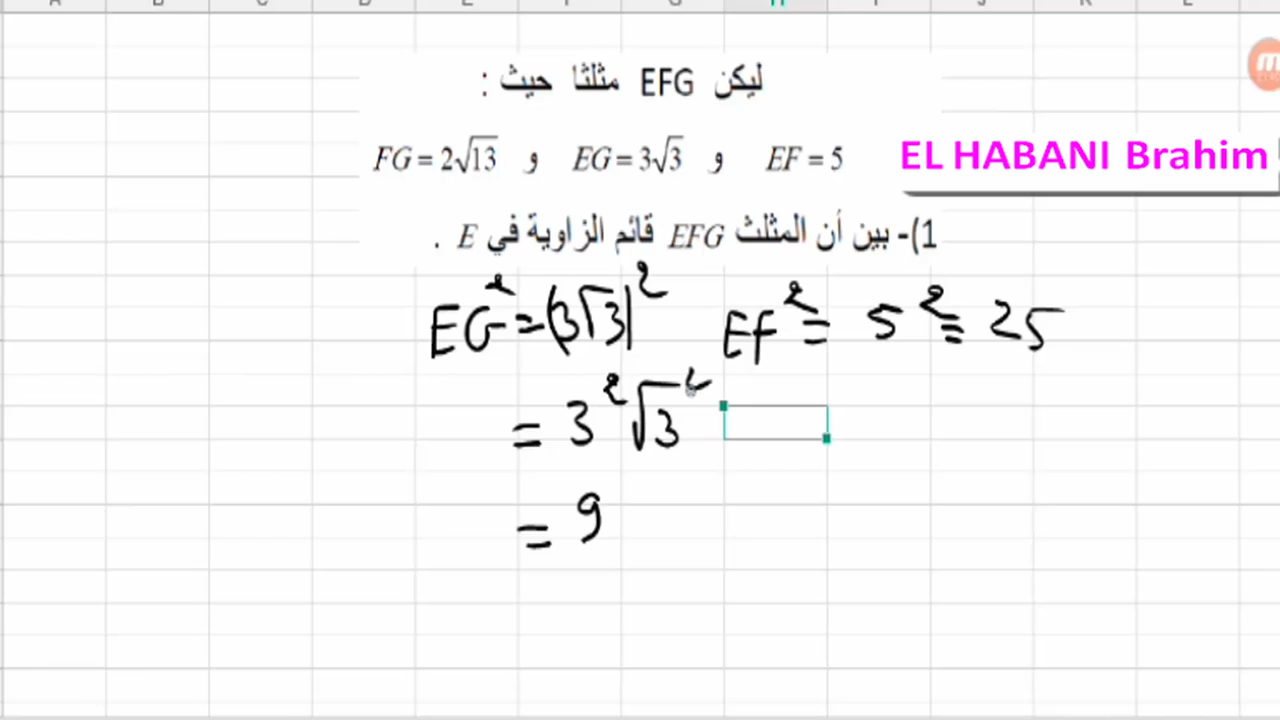 ليكن EFG مثلثا حيث :
EF = 5 و EG = 3√3 و FG = 2√13
EL HABANI Brahim
1)- بين أن المثلث EFG قائم الزاوية في E .
EG² = (3√3)² EF² = 5² = 25
= 3² √3²
= 9